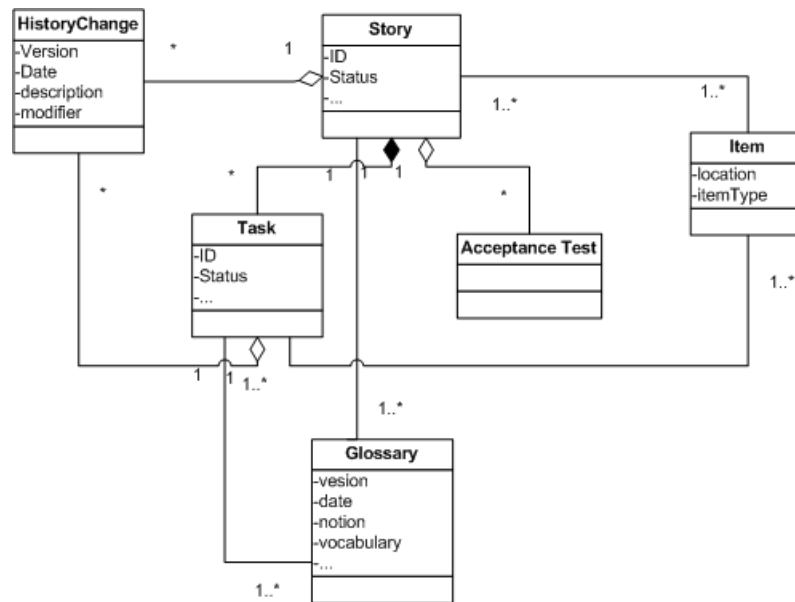 HistoryChange
-Version
-Date
-description
-modifier
*
1
Story
-ID
-Status
-...
1..*
1..*
Item
-location
-itemType
*
*
1
1
1
*
Task
-ID
-Status
-...
Acceptance Test
1..*
1
1
1..*
1..*
Glossary
-vesion
-date
-notion
-vocabulary
-...
1..*